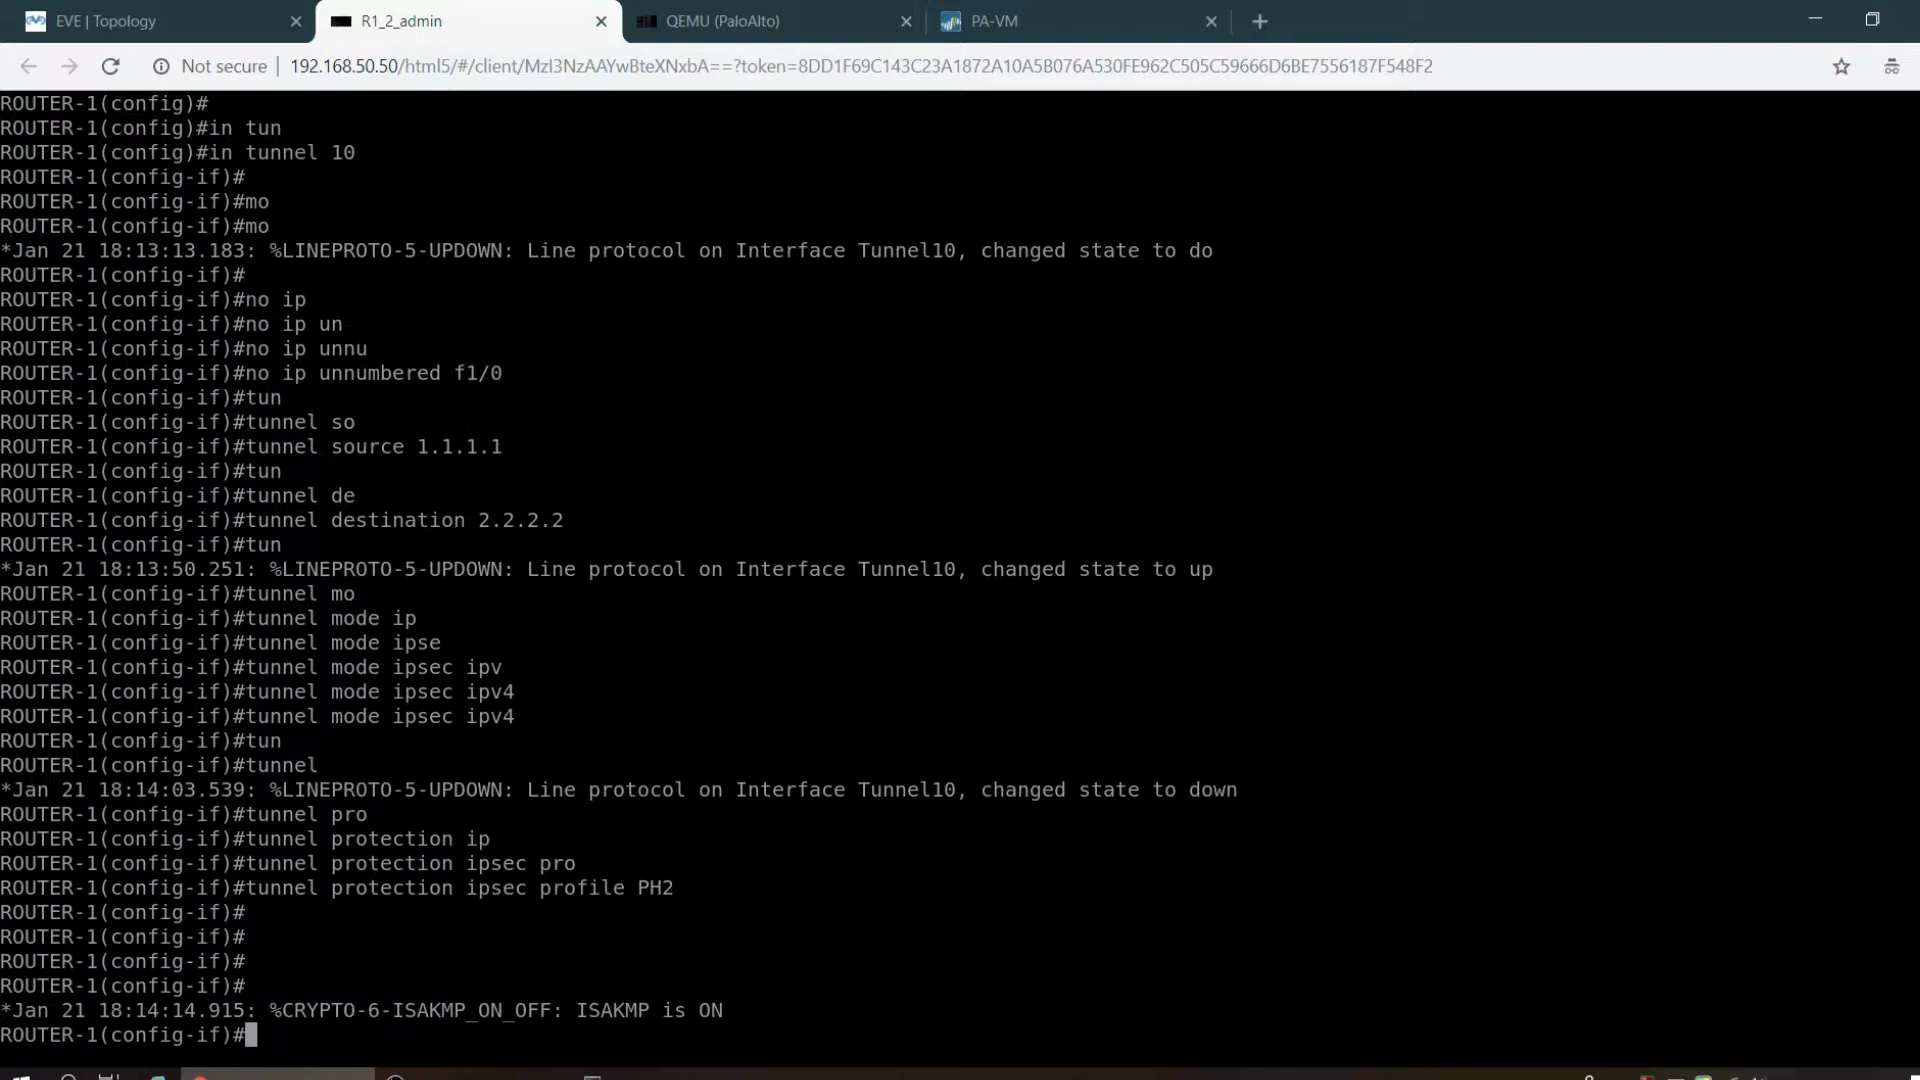 EVE | Topology
R1_2_admin
QEMU (PaloAlto)
PA-VM
Not secure
192.168.50.50/html5/#/client/MzI3NzAAYwBteXNxbA==?token=8DD1F69C143C23A1872A10A5B076A530FE962C505C59666D6BE7556187F548F2
ROUTER-1(config)#
ROUTER-1(config)#in tun
ROUTER-1(config)#in tunnel 10
ROUTER-1(config-if)#
ROUTER-1(config-if)#mo
ROUTER-1(config-if)#mo
*Jan 21 18:13:13.183: %LINEPROTO-5-UPDOWN: Line protocol on Interface Tunnel10, changed state to do
ROUTER-1(config-if)#
ROUTER-1(config-if)#no ip
ROUTER-1(config-if)#no ip un
ROUTER-1(config-if)#no ip unnu
ROUTER-1(config-if)#no ip unnumbered f1/0
ROUTER-1(config-if)#tun
ROUTER-1(config-if)#tunnel so
ROUTER-1(config-if)#tunnel source 1.1.1.1
ROUTER-1(config-if)#tun
ROUTER-1(config-if)#tunnel de
ROUTER-1(config-if)#tunnel destination 2.2.2.2
ROUTER-1(config-if)#tun
*Jan 21 18:13:50.251: %LINEPROTO-5-UPDOWN: Line protocol on Interface Tunnel10, changed state to up
ROUTER-1(config-if)#tunnel mo
ROUTER-1(config-if)#tunnel mode ip
ROUTER-1(config-if)#tunnel mode ipse
ROUTER-1(config-if)#tunnel mode ipsec ipv
ROUTER-1(config-if)#tunnel mode ipsec ipv4
ROUTER-1(config-if)#tunnel mode ipsec ipv4
ROUTER-1(config-if)#tun
ROUTER-1(config-if)#tunnel
*Jan 21 18:14:03.539: %LINEPROTO-5-UPDOWN: Line protocol on Interface Tunnel10, changed state to down
ROUTER-1(config-if)#tunnel pro
ROUTER-1(config-if)#tunnel protection ip
ROUTER-1(config-if)#tunnel protection ipsec pro
ROUTER-1(config-if)#tunnel protection ipsec profile PH2
ROUTER-1(config-if)#
ROUTER-1(config-if)#
ROUTER-1(config-if)#
ROUTER-1(config-if)#
*Jan 21 18:14:14.915: %CRYPTO-6-ISAKMP_ON_OFF: ISAKMP is ON
ROUTER-1(config-if)#